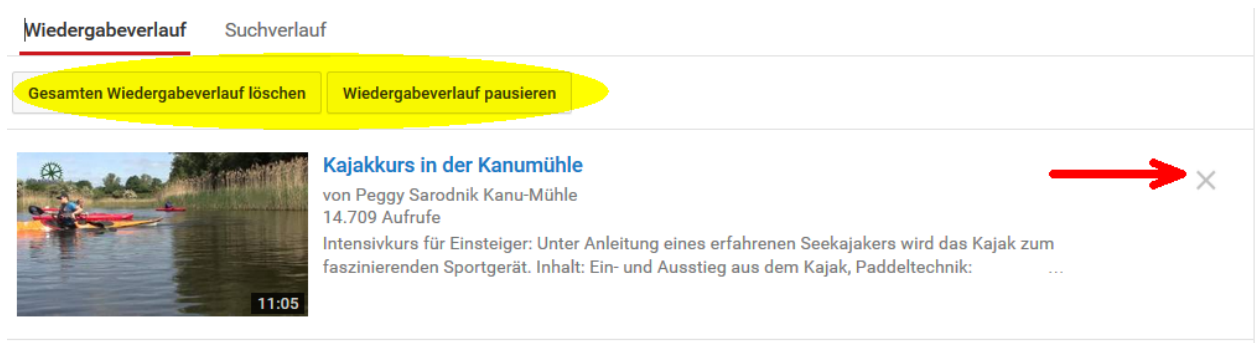 Wiedergabeverlauf Suchverlauf
Gesamten Wiedergabeverlauf löschen Wiedergabeverlauf pausieren
Kajakkurs in der Kanumühle
von Peggy Sarodnik Kanu-Mühle
14.709 Aufrufe
Intensivkurs für Einsteiger: Unter Anleitung eines erfahrenen Seekajakers wird das Kajak zum
faszinierenden Sportgerät. Inhalt: Ein- und Ausstieg aus dem Kajak, Paddeltechnik: ...
11:05